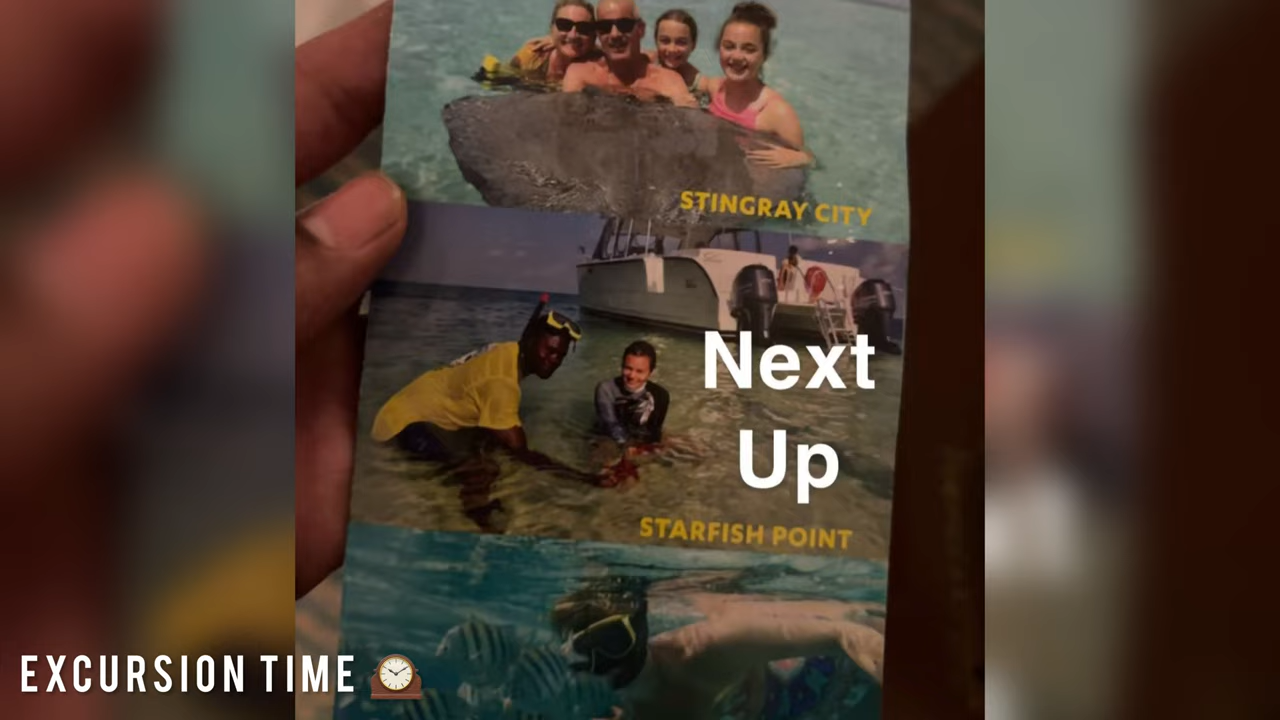 STINGRAY CITY
Next
Up
STARFISH POINT
EXCURSION TIME 🕰